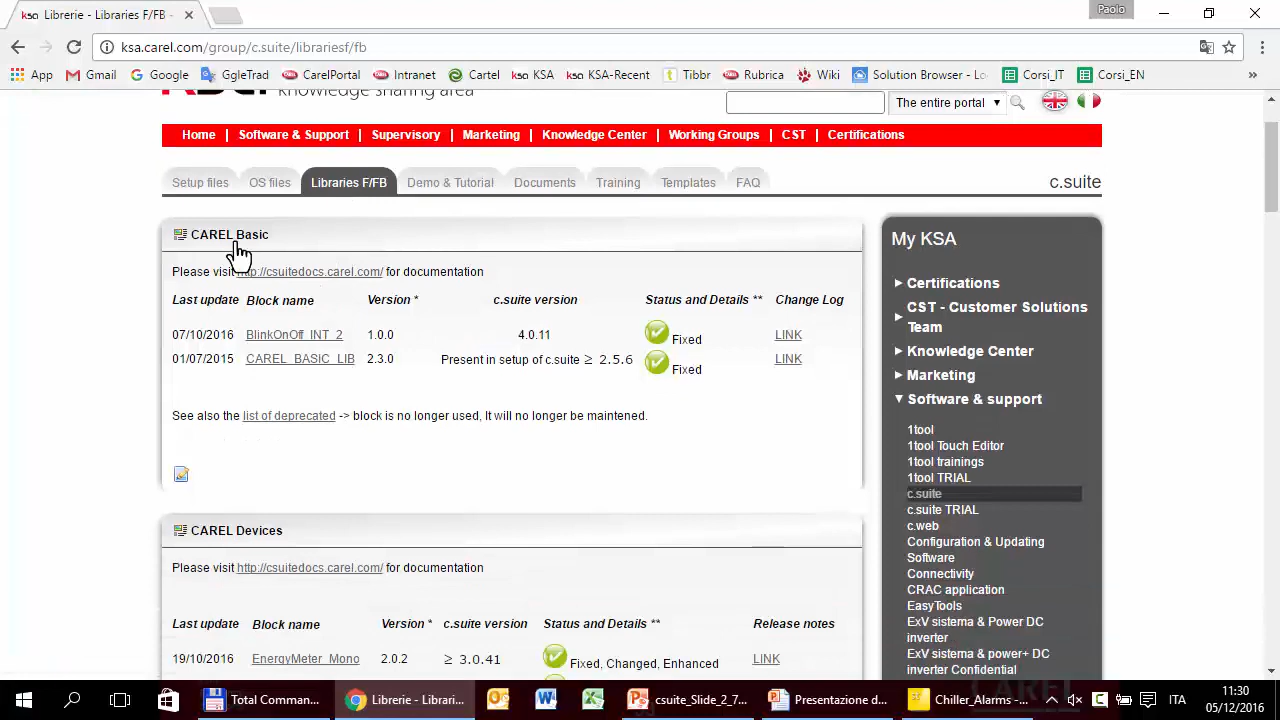 ksa Librerie - Libraries F/FB
Paolo
ksa.carel.com/group/c.suite/librariesf/fb
App Gmail Google GgleTrad CarelPortal Intranet Cartel KSA KSA-Recent Tibbr Rubrica Wiki Solution Browser - Lo Corsi_IT Corsi_EN »
knowledge sharing area
The entire portal
Home | Software & Support | Supervisory | Marketing | Knowledge Center | Working Groups | CST | Certifications
Setup files OS files Libraries F/FB Demo & Tutorial Documents Training Templates FAQ c.suite
CAREL Basic
Please visit http://csuitedocs.carel.com/ for documentation
Last update Block name Version * c.suite version Status and Details ** Change Log
07/10/2016 BlinkOnOff_INT_2 1.0.0 4.0.11 Fixed LINK
01/07/2015 CAREL_BASIC_LIB 2.3.0 Present in setup of c.suite ≥ 2.5.6 Fixed LINK
See also the list of deprecated -> block is no longer used, It will no longer be maintened.
CAREL Devices
Please visit http://csuitedocs.carel.com/ for documentation
Last update Block name Version * c.suite version Status and Details ** Release notes
19/10/2016 EnergyMeter_Mono 2.0.2 ≥ 3.0.41 Fixed, Changed, Enhanced LINK
My KSA
Certifications
CST - Customer Solutions
Team
Knowledge Center
Marketing
Software & support
1tool
1tool Touch Editor
1tool trainings
1tool TRIAL
c.suite
c.suite TRIAL
c.web
Configuration & Updating
Software
Connectivity
CRAC application
EasyTools
ExV sistema & Power DC
inverter
ExV sistema & power+ DC
inverter Confidential
CAREL
Total Comman... Librerie - Librari... csuite_Slide_2_7... Presentazione d... Chiller_Alarms -... ITA
11:30
05/12/2016